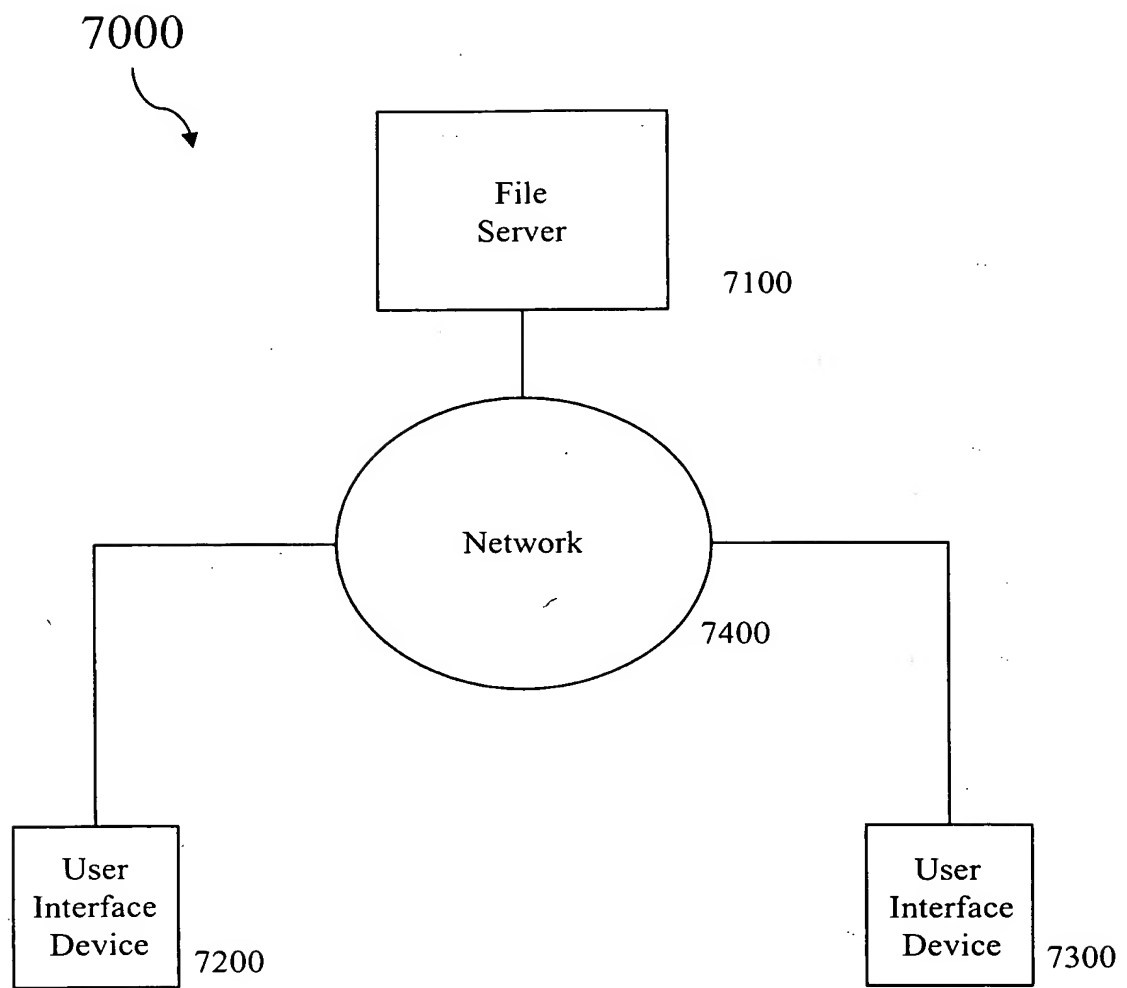 7000
File
Server
7100
Network
7400
User
Interface
Device
7200
User
Interface
Device
7300